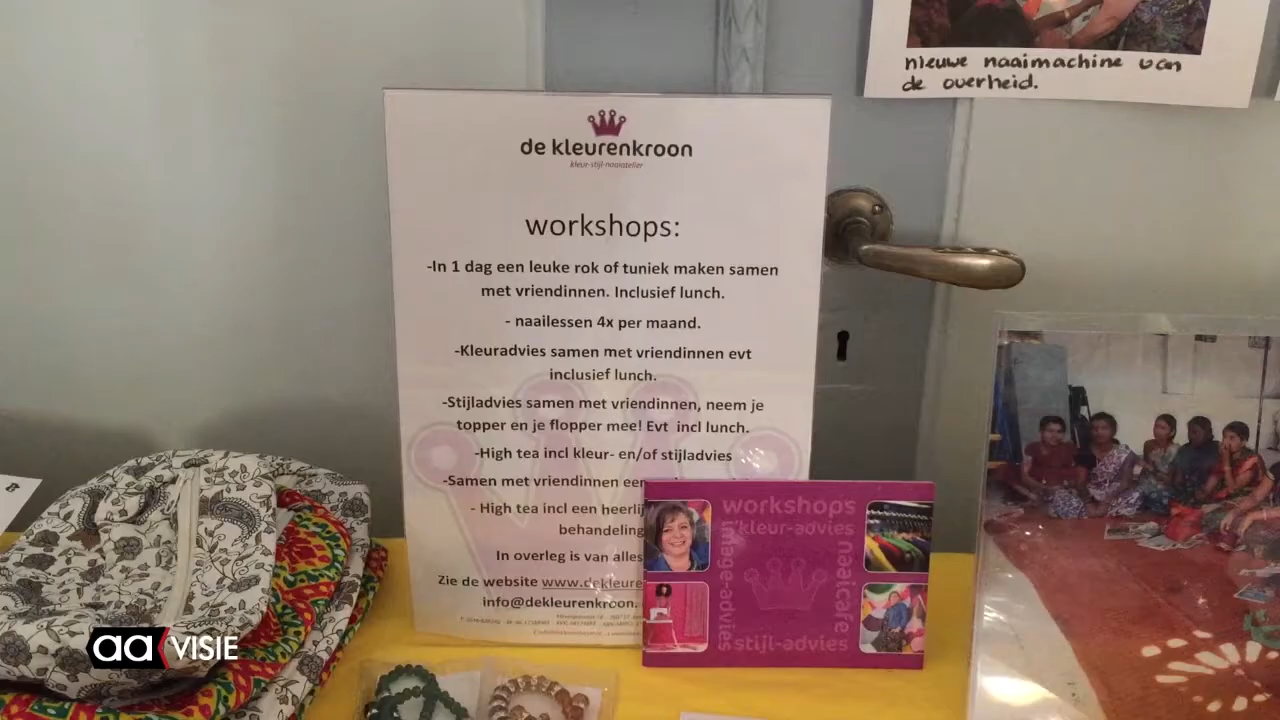 nieuwe naaimachine van
de overheid.
de kleurenkroon
kleur-stijl-naaiatelier
workshops:
-In 1 dag een leuke rok of tuniek maken samen
met vriendinnen. Inclusief lunch.
- naailessen 4x per maand.
-Kleuradvies samen met vriendinnen evt
inclusief lunch.
-Stijladvies samen met vriendinnen, neem je
topper en je flopper mee! Evt incl lunch.
-High tea incl kleur- en/of stijladvies
-Samen met vriendinnen een
- High tea incl een heerlij
behandeling
In overleg is van alles
Zie de website www.dekleure
info@dekleurenkroon.
workshops
kleur-advies
image-advies
naaicafe
stijl-advies
aa VISIE